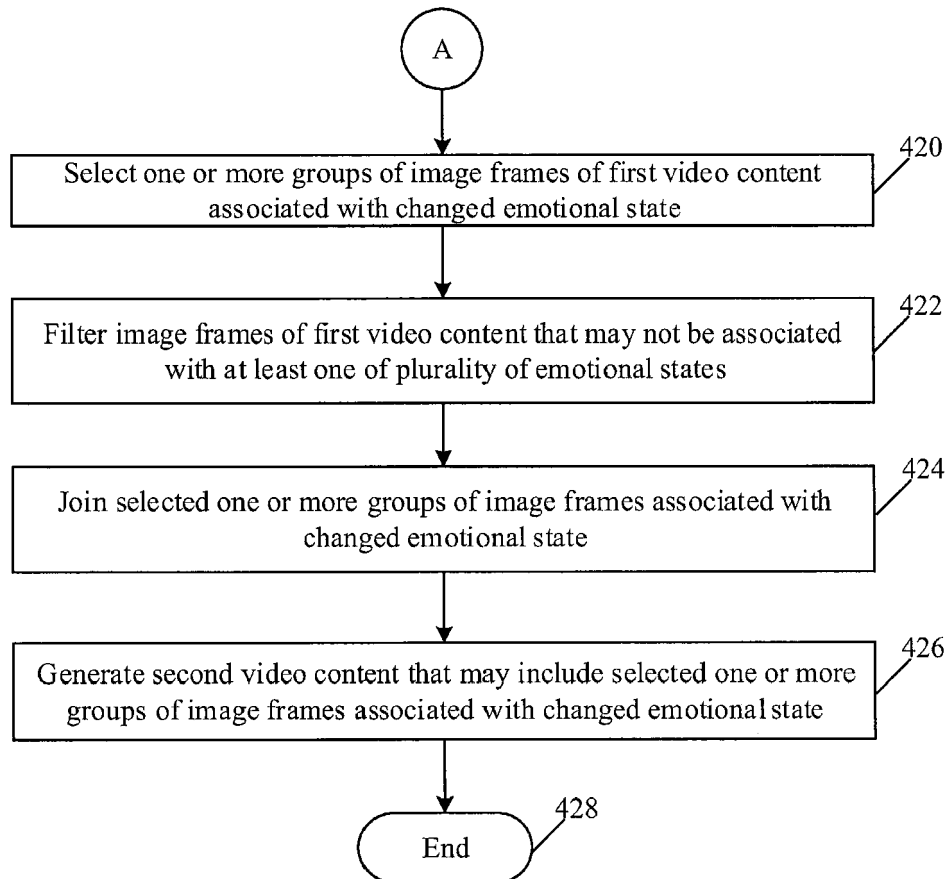 A
420
Select one or more groups of image frames of first video content
associated with changed emotional state
422
Filter image frames of first video content that may not be associated
with at least one of plurality of emotional states
424
Join selected one or more groups of image frames associated with
changed emotional state
426
Generate second video content that may include selected one or more
groups of image frames associated with changed emotional state
428
End